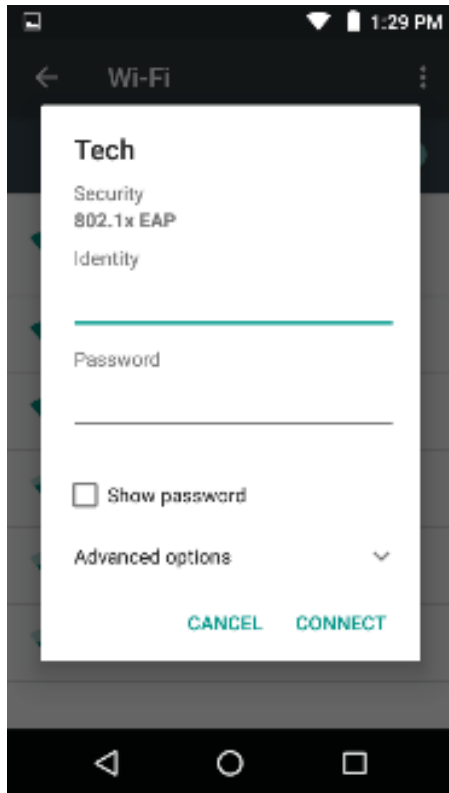 1:29 PM
Wi-Fi
Tech
Security
802.1x EAP
Identity
Password
Show password
Advanced options
CANCEL CONNECT